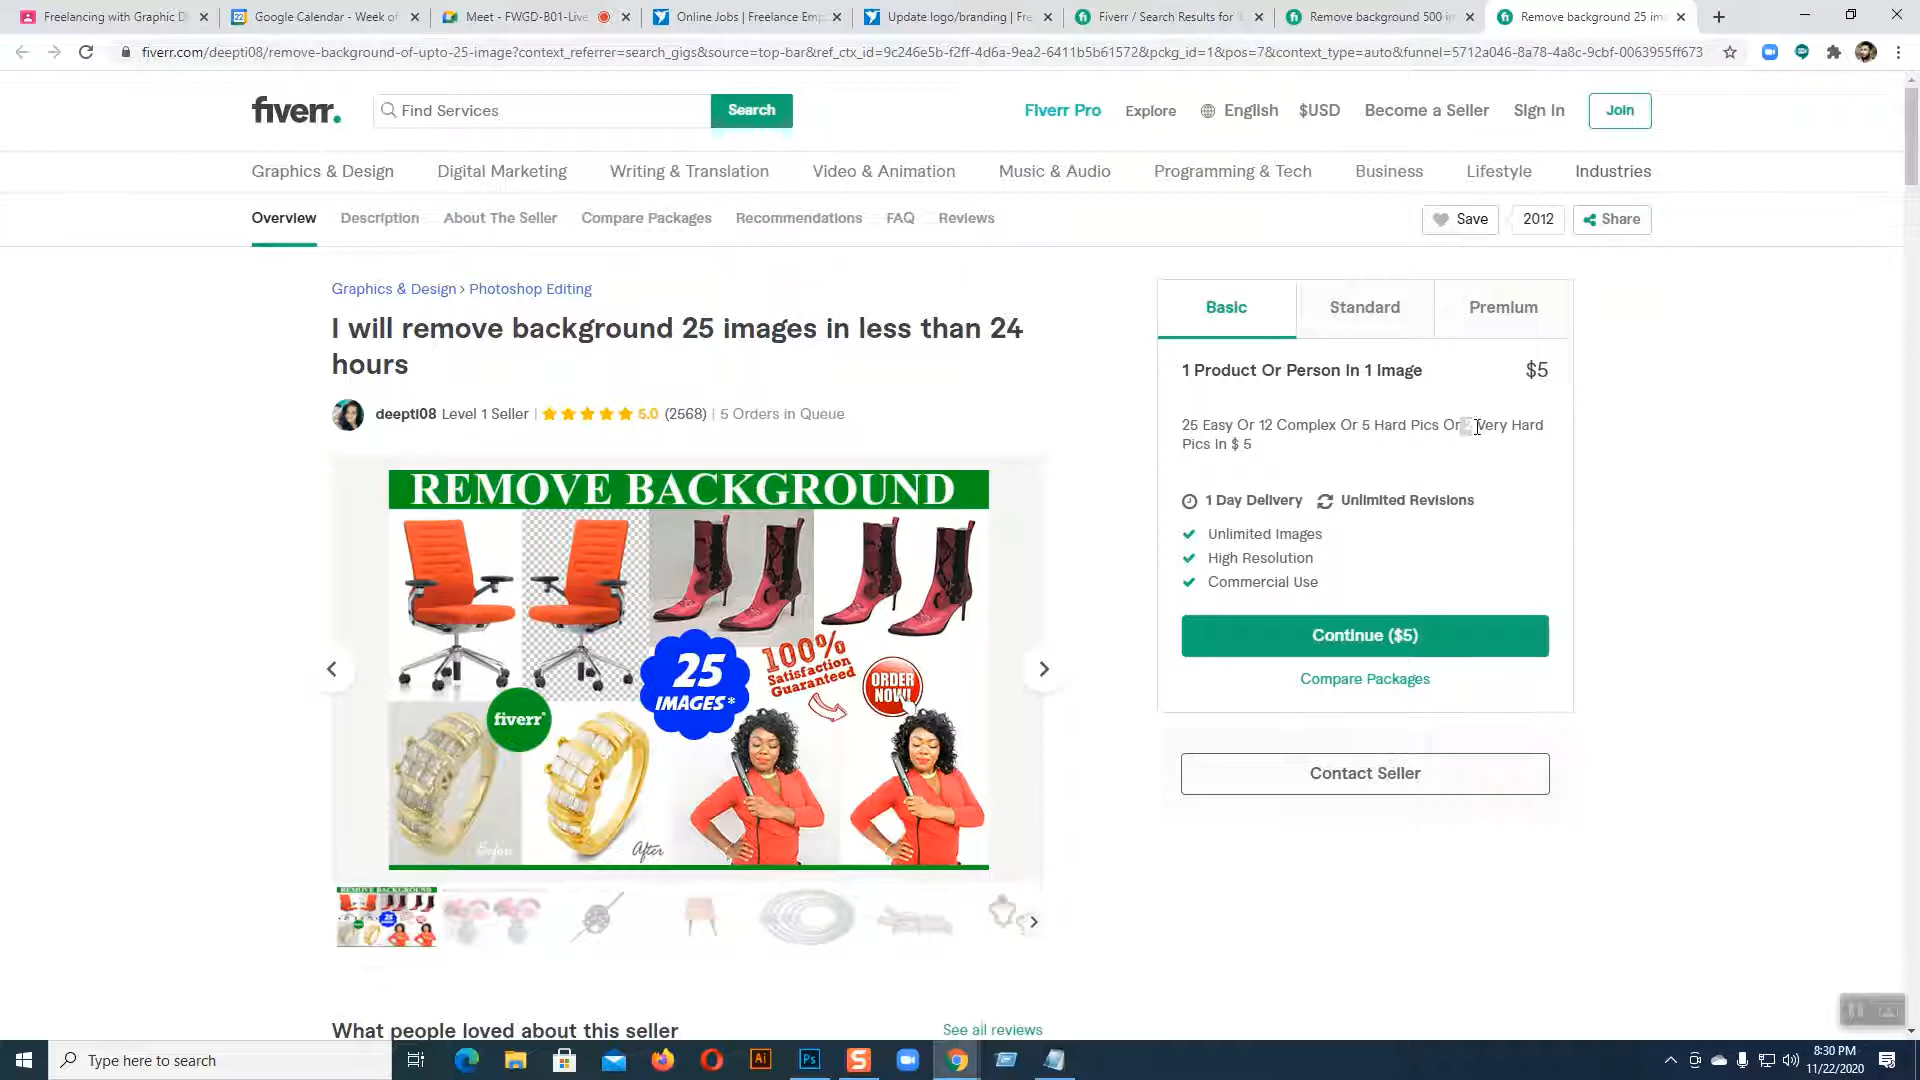 Freelancing with Graphic D
Google Calendar - Week of
Meet - FWGD-B01-Live
Online Jobs | Freelance Emp
Update logo/branding | Fre
Fiverr / Search Results for
Remove background 500 i
Remove background 25 im
fiverr.com/deepti08/remove-background-of-upto-25-image?context_referrer=search_gigs&source=top-bar&ref_ctx_id=9c246e5b-f2ff-4d6a-9ea2-6411b5b61572&pckg_id=1&pos=7&context_type=auto&funnel=5712a046-8a78-4a8c-9cbf-0063955ff673
fiverr.
Find Services
Search
Fiverr Pro
Explore
English
$USD
Become a Seller
Sign In
Join
Graphics & Design
Digital Marketing
Writing & Translation
Video & Animation
Music & Audio
Programming & Tech
Business
Lifestyle
Industries
Overview
Description
About The Seller
Compare Packages
Recommendations
FAQ
Reviews
Save
2012
Share
Graphics & Design › Photoshop Editing
I will remove background 25 images in less than 24
hours
deepti08 Level 1 Seller | 5.0 (2568) | 5 Orders in Queue
REMOVE BACKGROUND
25
IMAGES*
100%
Satisfaction
Guaranteed
ORDER
NOW!
fiverr
Before
After
Basic
Standard
Premium
1 Product Or Person In 1 Image
$5
25 Easy Or 12 Complex Or 5 Hard Pics Or Very Hard
Pics In $ 5
1 Day Delivery
Unlimited Revisions
Unlimited Images
High Resolution
Commercial Use
Continue ($5)
Compare Packages
Contact Seller
REMOVE BACKGROUND
What people loved about this seller
See all reviews
Type here to search
Ai
Ps
8:30 PM
11/22/2020